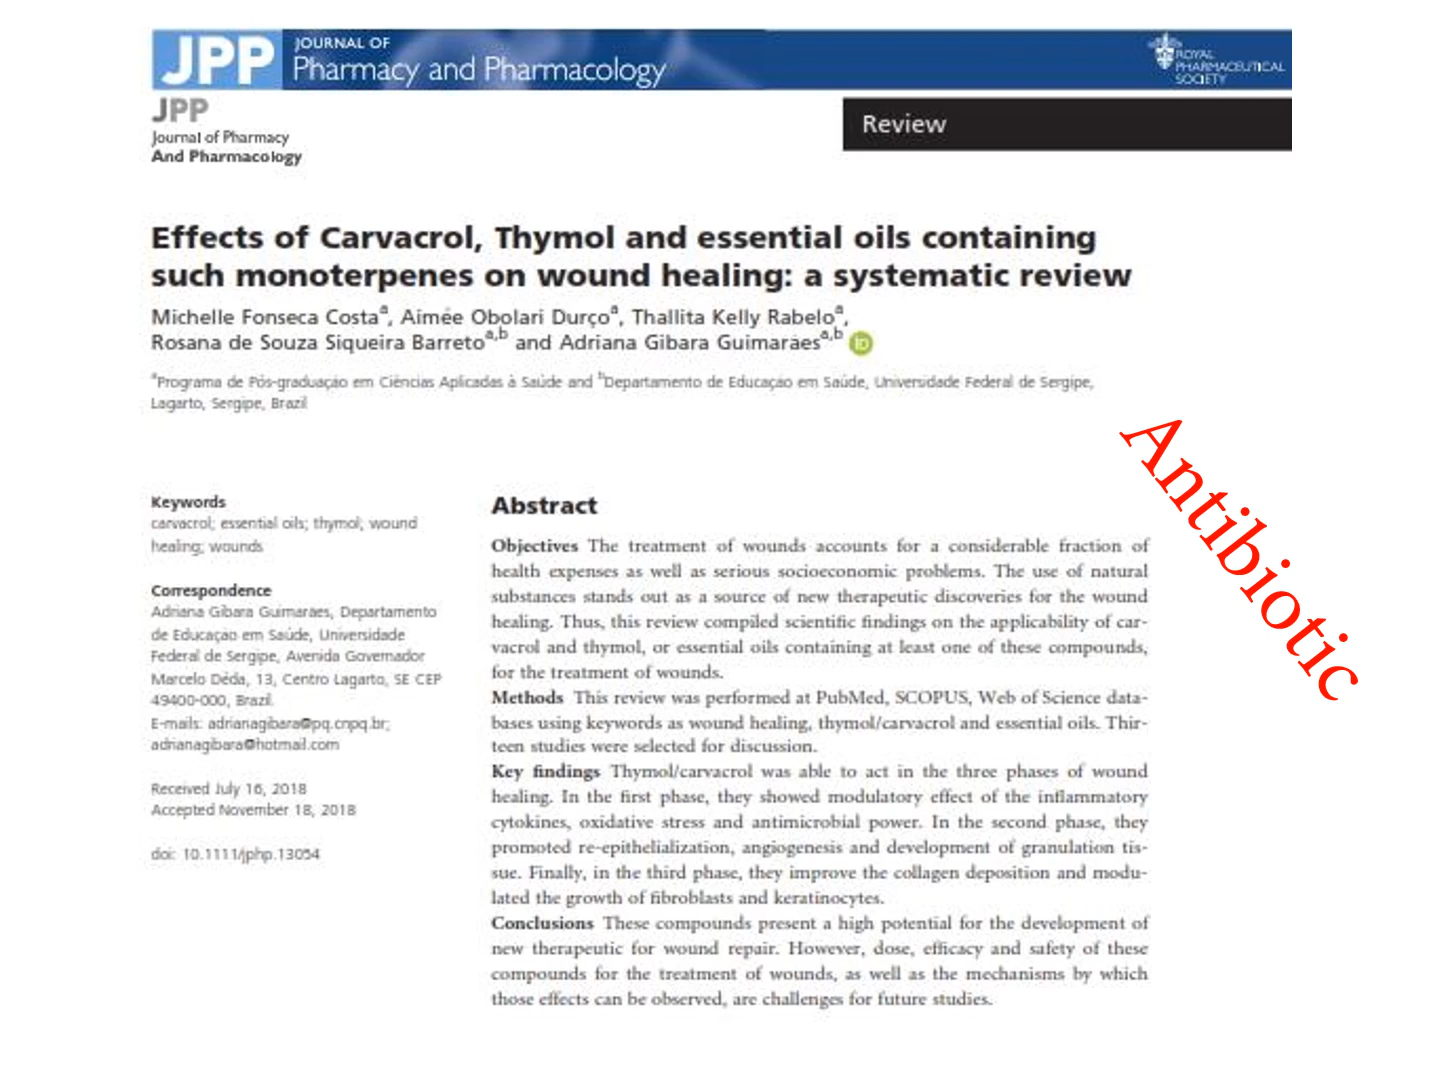 JPP JOURNAL OF
Pharmacy and Pharmacology
ROYAL
PHARMACEUTICAL
SOCIETY
JPP
Journal of Pharmacy
And Pharmacology
Review
Effects of Carvacrol, Thymol and essential oils containing
such monoterpenes on wound healing: a systematic review
Michelle Fonseca Costaᵃ, Aimée Obolari Durçoᵃ, Thallita Kelly Rabeloᵃ,
Rosana de Souza Siqueira Barretoᵃ,ᵇ and Adriana Gibara Guimarãesᵃ,ᵇ iD
ᵃPrograma de Pós-graduação em Ciências Aplicadas à Saúde and ᵇDepartamento de Educação em Saúde, Universidade Federal de Sergipe,
Lagarto, Sergipe, Brazil
Keywords
carvacrol; essential oils; thymol; wound
healing; wounds
Correspondence
Adriana Gibara Guimarães, Departamento
de Educação em Saúde, Universidade
Federal de Sergipe, Avenida Governador
Marcelo Déda, 13, Centro Lagarto, SE CEP
49400-000, Brazil.
E-mails: adrianagibara@pq.cnpq.br;
adrianagibara@hotmail.com
Received July 16, 2018
Accepted November 18, 2018
doi: 10.1111/jphp.13054
Abstract
Objectives The treatment of wounds accounts for a considerable fraction of
health expenses as well as serious socioeconomic problems. The use of natural
substances stands out as a source of new therapeutic discoveries for the wound
healing. Thus, this review compiled scientific findings on the applicability of car-
vacrol and thymol, or essential oils containing at least one of these compounds,
for the treatment of wounds.
Methods This review was performed at PubMed, SCOPUS, Web of Science data-
bases using keywords as wound healing, thymol/carvacrol and essential oils. Thir-
teen studies were selected for discussion.
Key findings Thymol/carvacrol was able to act in the three phases of wound
healing. In the first phase, they showed modulatory effect of the inflammatory
cytokines, oxidative stress and antimicrobial power. In the second phase, they
promoted re-epithelialization, angiogenesis and development of granulation tis-
sue. Finally, in the third phase, they improve the collagen deposition and modu-
lated the growth of fibroblasts and keratinocytes.
Conclusions These compounds present a high potential for the development of
new therapeutic for wound repair. However, dose, efficacy and safety of these
compounds for the treatment of wounds, as well as the mechanisms by which
those effects can be observed, are challenges for future studies.
Antibiotic